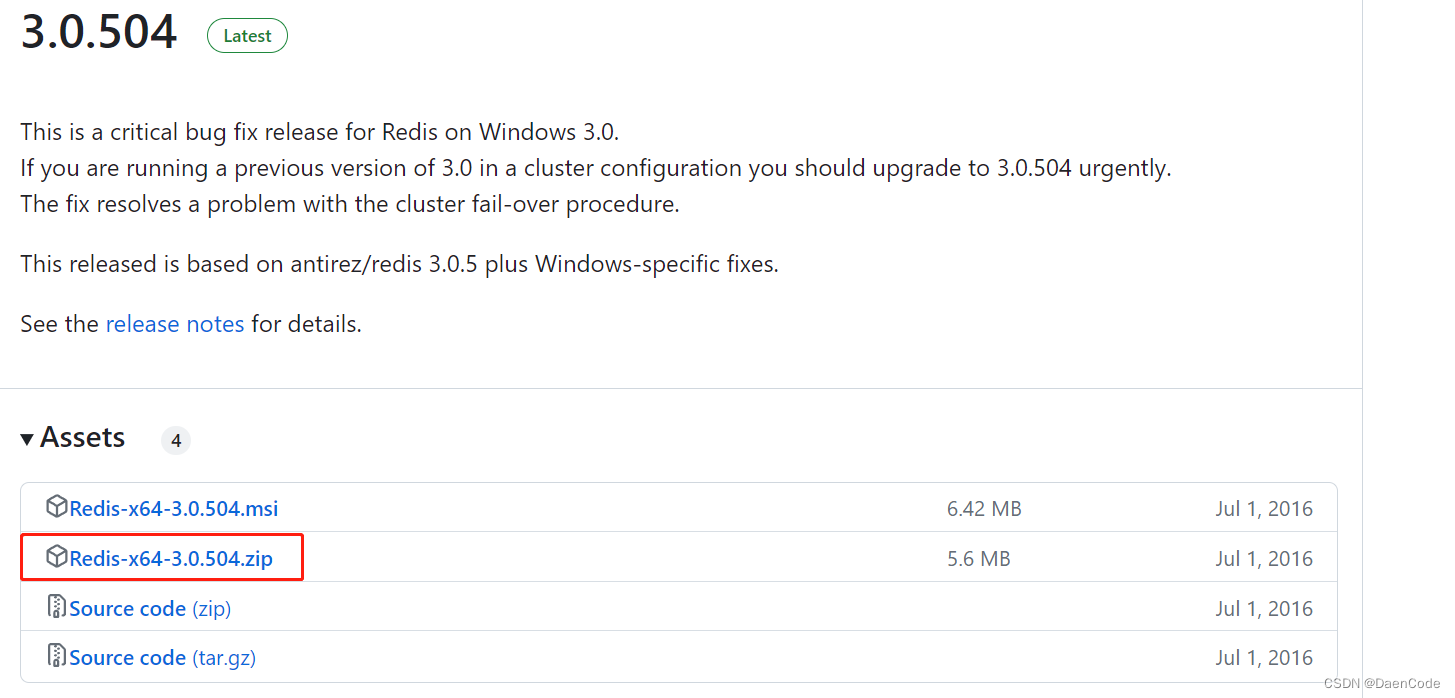 3.0.504 Latest
This is a critical bug fix release for Redis on Windows 3.0.
If you are running a previous version of 3.0 in a cluster configuration you should upgrade to 3.0.504 urgently.
The fix resolves a problem with the cluster fail-over procedure.
This released is based on antirez/redis 3.0.5 plus Windows-specific fixes.
See the release notes for details.
Assets 4
Redis-x64-3.0.504.msi 6.42 MB Jul 1, 2016
Redis-x64-3.0.504.zip 5.6 MB Jul 1, 2016
Source code (zip) Jul 1, 2016
Source code (tar.gz) Jul 1, 2016
CSDN @DaenCode